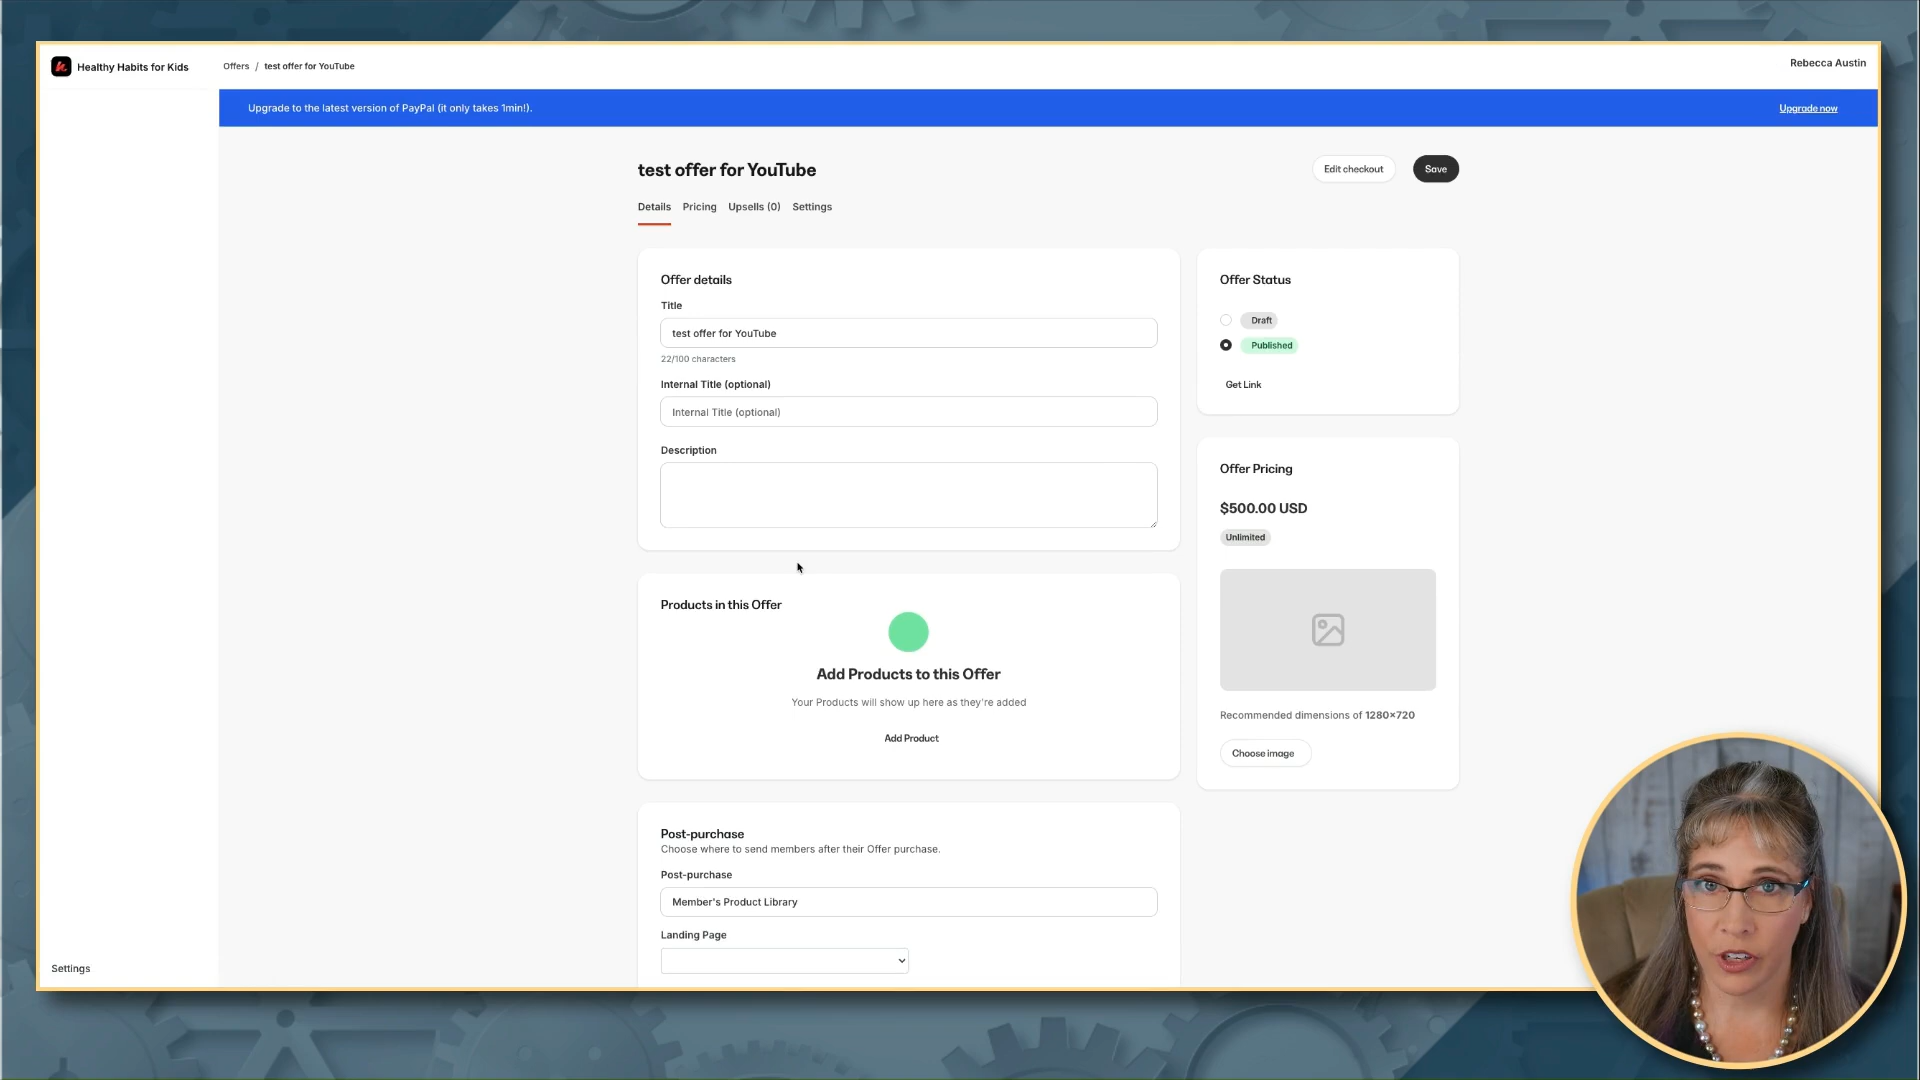 Healthy Habits for Kids
Offers / test offer for YouTube
Rebecca Austin
Upgrade to the latest version of PayPal (it only takes 1min!).
Upgrade now
test offer for YouTube
Edit checkout
Save
Details
Pricing
Upsells (0)
Settings
Offer details
Title
test offer for YouTube
22/100 characters
Internal Title (optional)
Internal Title (optional)
Description
Offer Status
Draft
Published
Get Link
Offer Pricing
$500.00 USD
Unlimited
Recommended dimensions of 1280×720
Choose image
Products in this Offer
Add Products to this Offer
Your Products will show up here as they're added
Add Product
Post-purchase
Choose where to send members after their Offer purchase.
Post-purchase
Member's Product Library
Landing Page
Settings